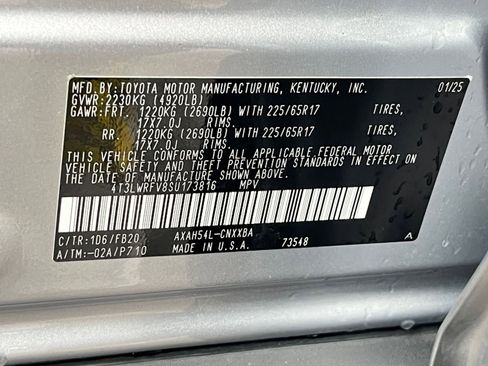 MFD.BY:TOYOTA MOTOR MANUFACTURING, KENTUCKY, INC. 01/25
GVWR:2230KG (4920LB)
GAWR:FRT. 1220KG (2690LB) WITH 225/65R17 TIRES,
17X7.0J RIMS.
RR. 1220KG (2690LB) WITH 225/65R17 TIRES,
17X7.0J RIMS.
THIS VEHICLE CONFORMS TO ALL APPLICABLE FEDERAL MOTOR
VEHICLE SAFETY AND THEFT PREVENTION STANDARDS IN EFFECT ON
THE DATE OF MANUFACTURE SHOWN ABOVE.
4T3LWRFV8SU173816 MPV
C/TR:1D6/FB20 AXAH54L-CNXXBA A
A/TM:-02A/P710 MADE IN U.S.A. 73548